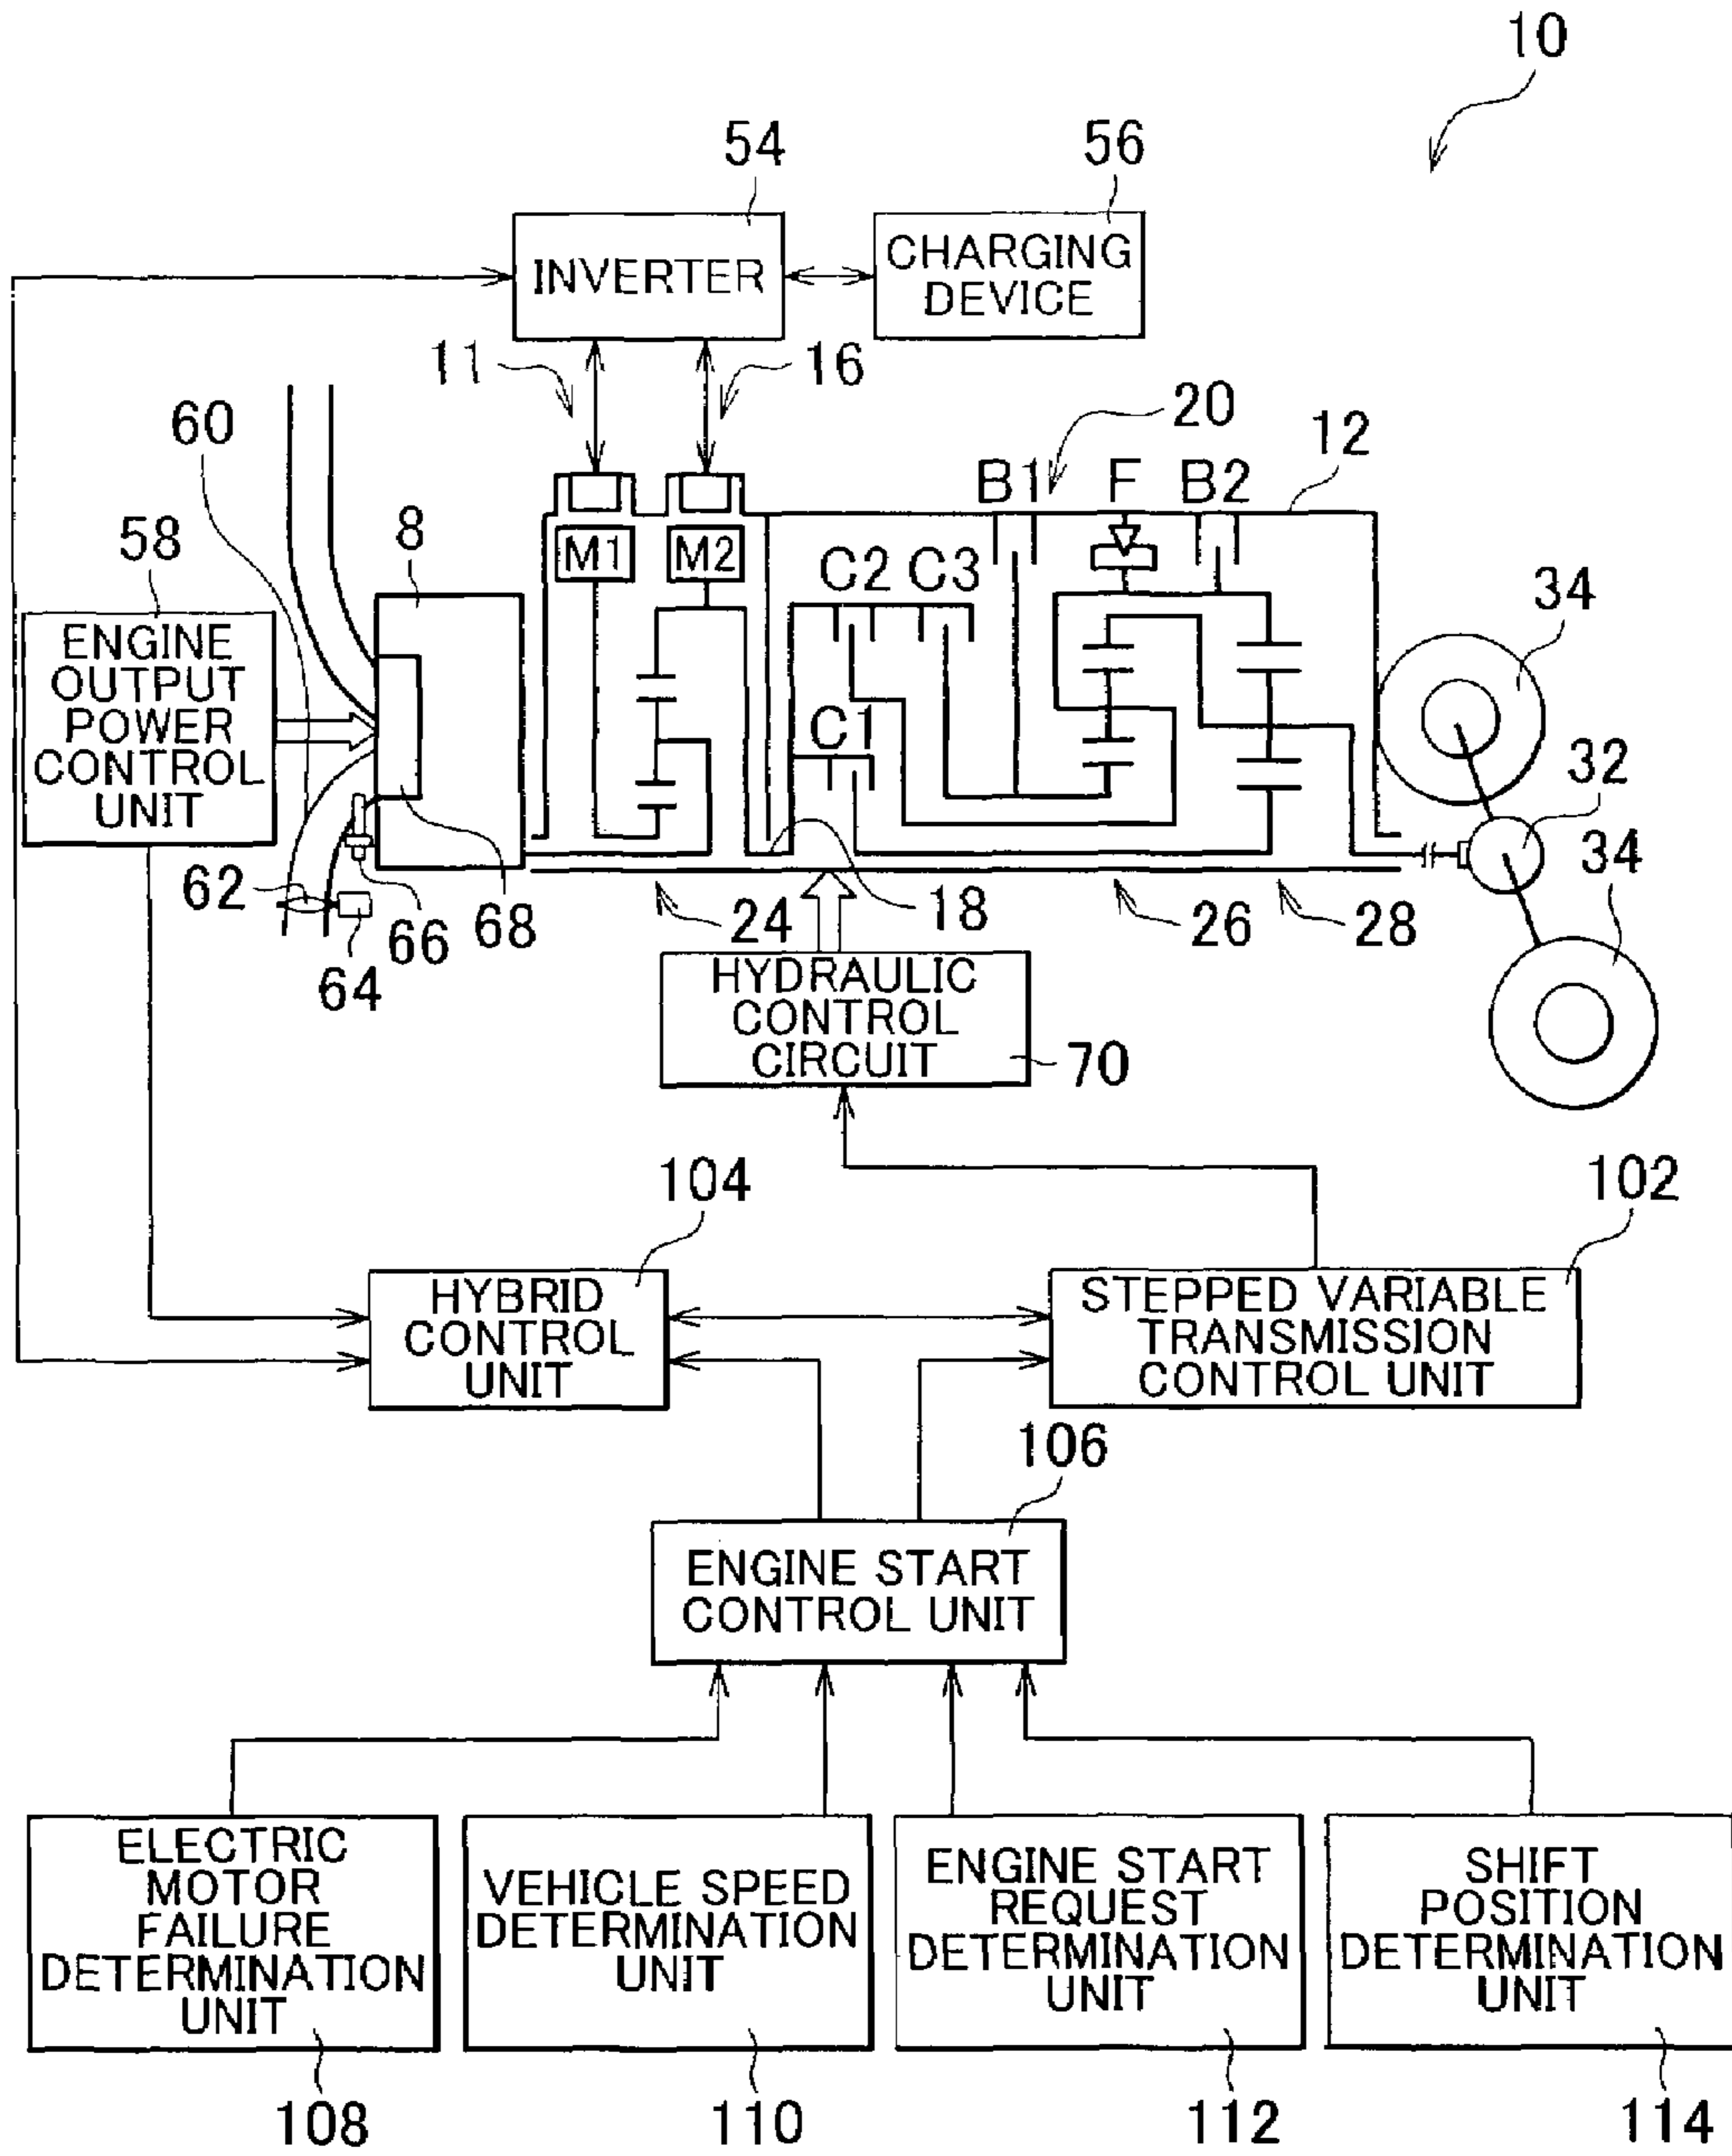 10
54
56
INVERTER
CHARGING
DEVICE
11
16
60
20
12
58
8
B1
F
B2
M1
M2
C2
C3
34
ENGINE
OUTPUT
POWER
CONTROL
UNIT
C1
32
34
62
66
68
24
18
26
28
64
HYDRAULIC
CONTROL
CIRCUIT
70
104
102
HYBRID
CONTROL
UNIT
STEPPED VARIABLE
TRANSMISSION
CONTROL UNIT
106
ENGINE START
CONTROL UNIT
ELECTRIC
MOTOR
FAILURE
DETERMINATION
UNIT
VEHICLE SPEED
DETERMINATION
UNIT
ENGINE START
REQUEST
DETERMINATION
UNIT
SHIFT
POSITION
DETERMINATION
UNIT
108
110
112
114